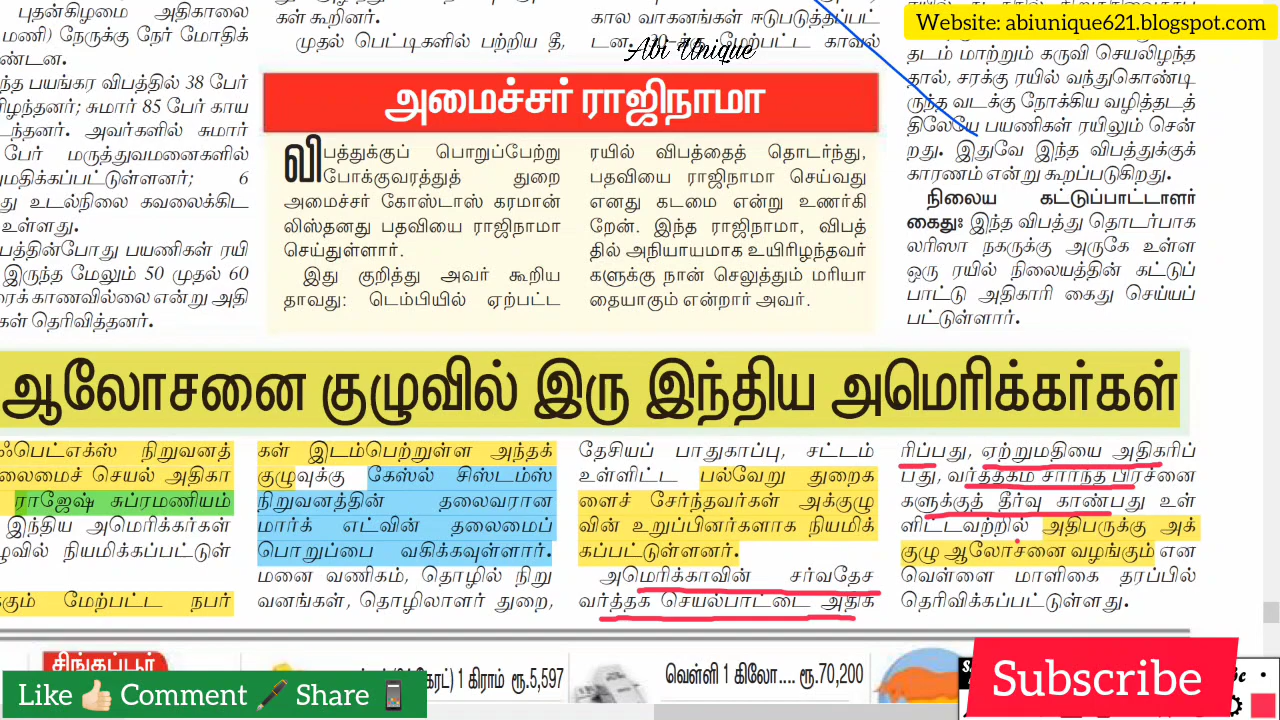 புதன்கிழமை அதிகாலை
மணி) நேருக்கு நேர் மோதிக்
ண்டன.
ந்த பயங்கர விபத்தில் 38 பேர்
ரிழந்தனர்; சுமார் 85 பேர் காய
டந்தனர். அவர்களில் சுமார்
பேர் மருத்துவமனைகளில்
மதிக்கப்பட்டுள்ளனர்; 6
து உடல்நிலை கவலைக்கிட
உள்ளது.
பத்தின்போது பயணிகள் ரயி
இருந்த மேலும் 50 முதல் 60
ரைக் காணவில்லை என்று அதி
கள் தெரிவித்தனர்.
கள் கூறினர்.
முதல் பெட்டிகளில் பற்றிய தீ,
கால வாகனங்கள் ஈடுபடுத்தப்பட்
டன. மேற்பட்ட காவல்
Abi Unique
Website: abiunique621.blogspot.com
தடம் மாற்றும் கருவி செயலிழந்த
தால், சரக்கு ரயில் வந்துகொண்டி
ருந்த வடக்கு நோக்கிய வழித்தடத்
திலேயே பயணிகள் ரயிலும் சென்
றது. இதுவே இந்த விபத்துக்குக்
காரணம் என்று கூறப்படுகிறது.
நிலைய கட்டுப்பாட்டாளர்
கைது: இந்த விபத்து தொடர்பாக
லரிஸா நகருக்கு அருகே உள்ள
ஒரு ரயில் நிலையத்தின் கட்டுப்
பாட்டு அதிகாரி கைது செய்யப்
பட்டுள்ளார்.
அமைச்சர் ராஜிநாமா
விபத்துக்குப் பொறுப்பேற்று
போக்குவரத்துத் துறை
அமைச்சர் கோஸ்டாஸ் கரமான்
லிஸ்தனது பதவியை ராஜிநாமா
செய்துள்ளார்.
இது குறித்து அவர் கூறிய
தாவது: டெம்பியில் ஏற்பட்ட
ரயில் விபத்தைத் தொடர்ந்து,
பதவியை ராஜிநாமா செய்வது
எனது கடமை என்று உணர்கி
றேன். இந்த ராஜிநாமா, விபத்
தில் அநியாயமாக உயிரிழந்தவர்
களுக்கு நான் செலுத்தும் மரியா
தையாகும் என்றார் அவர்.
ஆலோசனை குழுவில் இரு இந்திய அமெரிக்கர்கள்
ஃபெட்எக்ஸ் நிறுவனத்
லைமைச் செயல் அதிகா
ராஜேஷ் சுப்ரமணியம்
இந்திய அமெரிக்கர்கள்
ழுவில் நியமிக்கப்பட்டுள்
கும் மேற்பட்ட நபர்
கள் இடம்பெற்றுள்ள அந்தக்
குழுவுக்கு கேஸ்ல் சிஸ்டம்ஸ்
நிறுவனத்தின் தலைவரான
மார்க் எட்வின் தலைமைப்
பொறுப்பை வகிக்கவுள்ளார்.
மனை வணிகம், தொழில் நிறு
வனங்கள், தொழிலாளர் துறை,
தேசியப் பாதுகாப்பு, சட்டம்
உள்ளிட்ட பல்வேறு துறைக
ளைச் சேர்ந்தவர்கள் அக்குழு
வின் உறுப்பினர்களாக நியமிக்
கப்பட்டுள்ளனர்.
அமெரிக்காவின் சர்வதேச
வர்த்தக செயல்பாட்டை அதிக
ரிப்பது, ஏற்றுமதியை அதிகரிப்
பது, வர்த்தகம் சார்ந்த பிரச்னை
களுக்குத் தீர்வு காண்பது உள்
ளிட்டவற்றில் அதிபருக்கு அக்
குழு ஆலோசனை வழங்கும் என
வெள்ளை மாளிகை தரப்பில்
தெரிவிக்கப்பட்டுள்ளது.
சிங்கப்பூர்
1 கிராம் ரூ.5,597
வெள்ளி 1 கிலோ.... ரூ.70,200
Like Comment Share
Subscribe